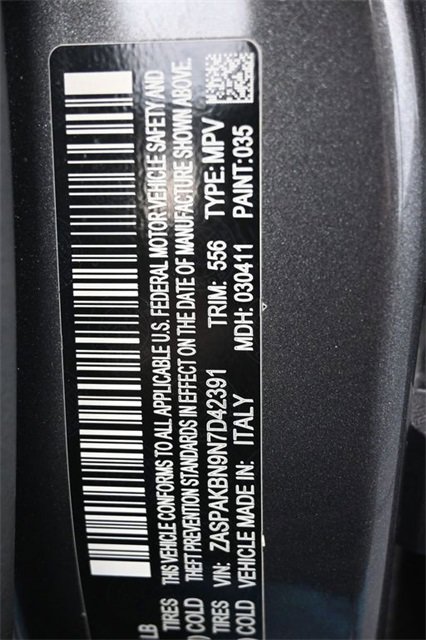 LB
TIRES THIS VEHICLE CONFORMS TO ALL APPLICABLE U.S. FEDERAL MOTOR VEHICLE SAFETY AND
COLD THEFT PREVENTION STANDARDS IN EFFECT ON THE DATE OF MANUFACTURE SHOWN ABOVE.
TIRES VIN: ZASPAKBN9N7D42391 TRIM: 556 TYPE: MPV
COLD VEHICLE MADE IN: ITALY MDH: 030411 PAINT: 035